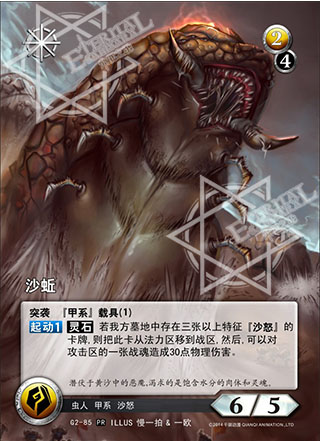 2
4
ETERNAL
ETERNAL
沙蚯
突袭 『甲系』载具(1)
起动1 灵石 若我方墓地中存在三张以上特征『沙怒』的
卡牌,则把此卡从法力区移到战区,然后,可以对
攻击区的一张战魂造成30点物理伤害。
潜伏于黄沙中的恶魔,渴求的是饱含水分的肉体和灵魂。
虫人 甲系 沙怒
6 / 5
G2-85 PR ILLUS 慢一拍 & 一欧